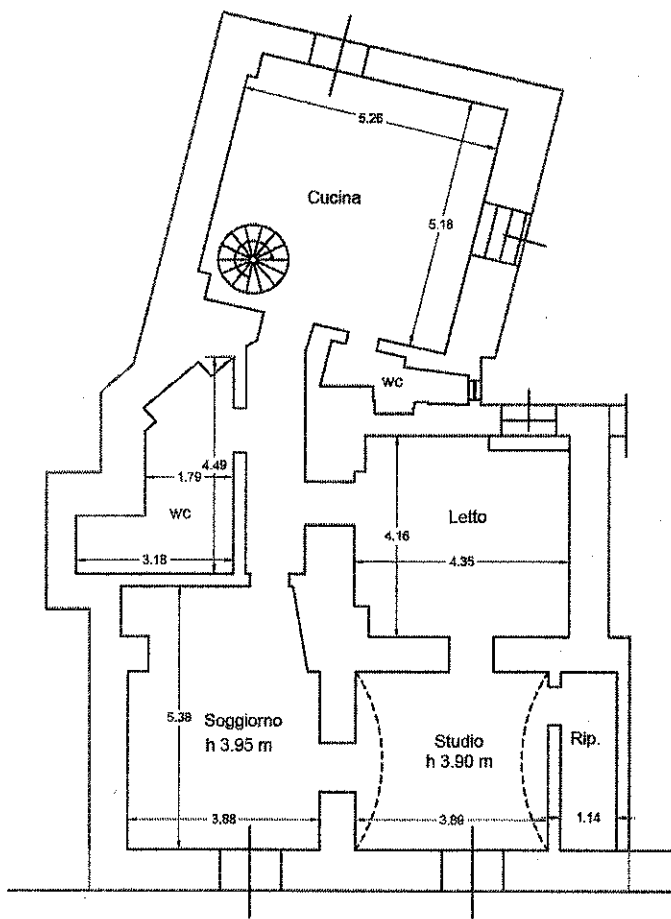 5.26
Cucina
5.18
WC
4.49
1.79
WC
3.18
Letto
4.16
4.35
5.38
Soggiorno
h 3.95 m
Studio
h 3.90 m
Rip.
3.88
3.89
1.14